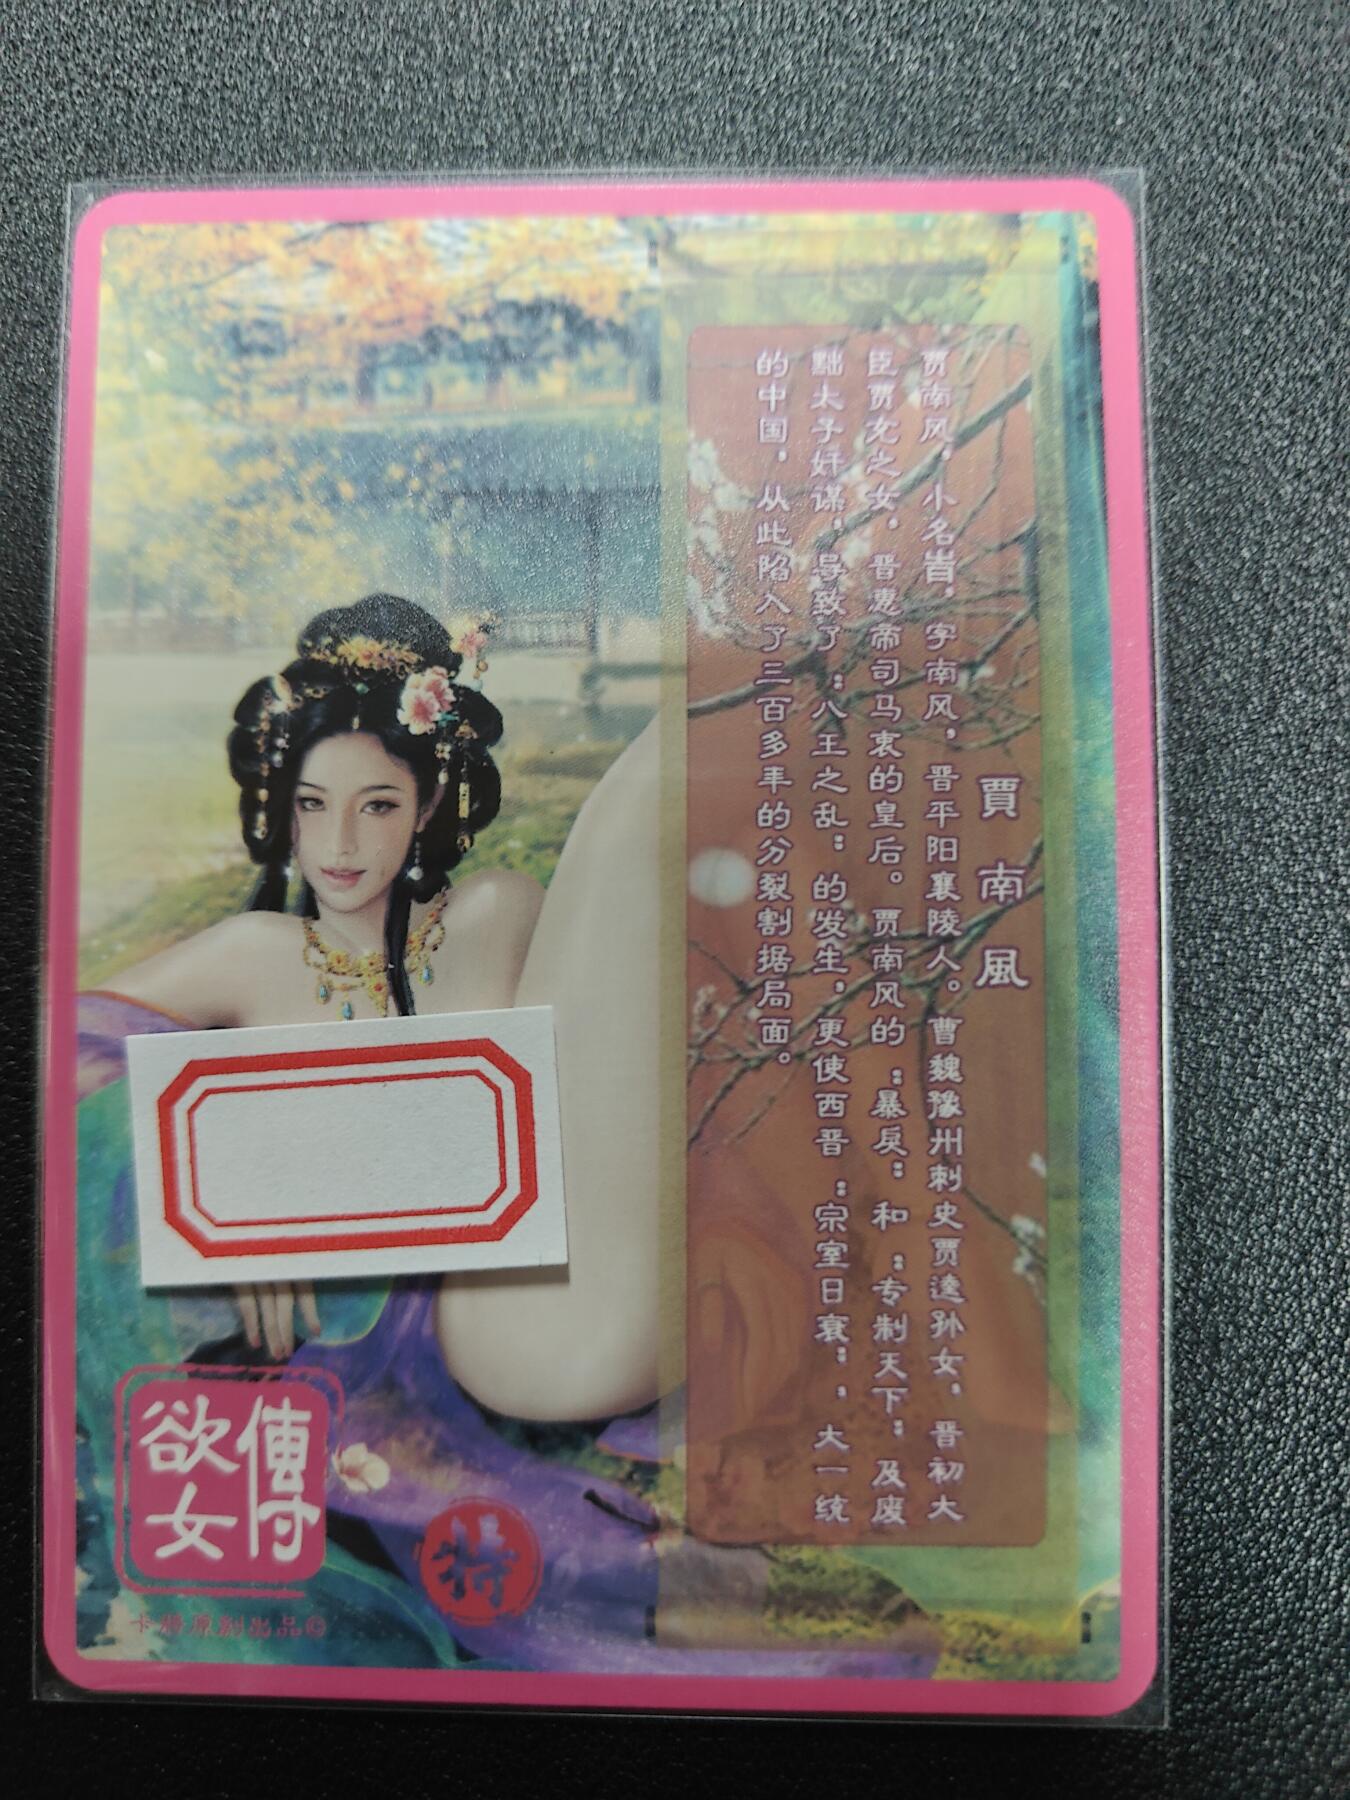 賈南風
贾南风，小名峕，字南风，晋平阳襄陵人。曹魏豫州刺史贾逵孙女，晋初大
臣贾充之女，晋惠帝司马衷的皇后。贾南风的：暴戾：和：专制天下：及废
黜太子奸谋，导致了：八王之乱：的发生，更使西晋：宗室日衰：，大一统
的中国，从此陷入了三百多年的分裂割据局面。
欲女傳
特
卡牌原創出品©